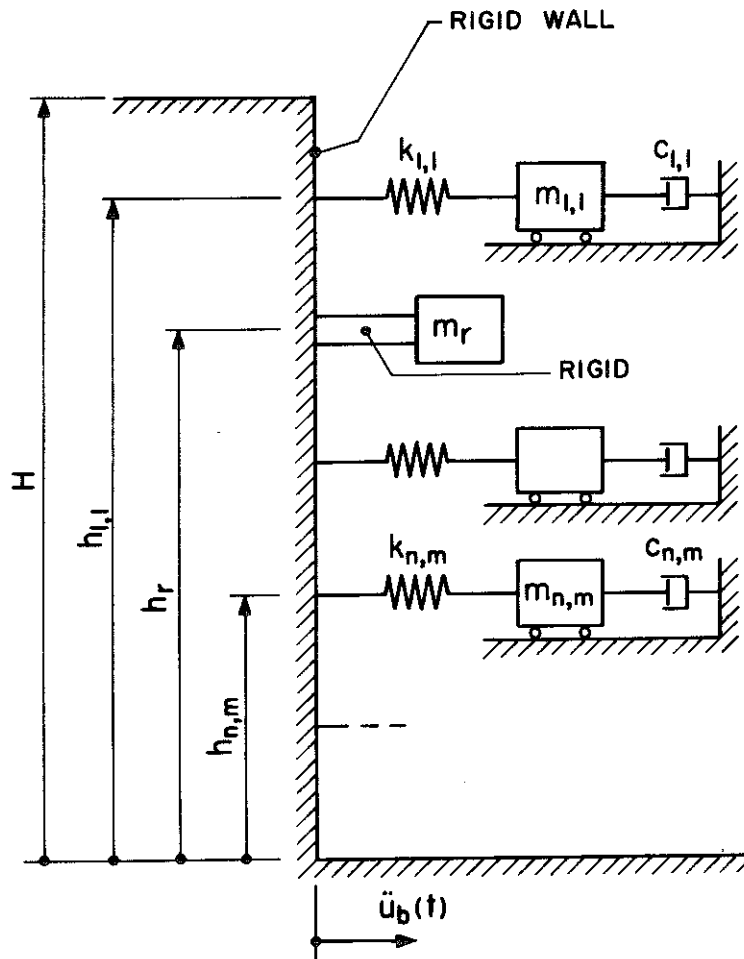 RIGID WALL
k1,1
m1,1
c1,1
mr
RIGID
H
h1,1
hr
hn,m
kn,m
mn,m
cn,m
üb(t)